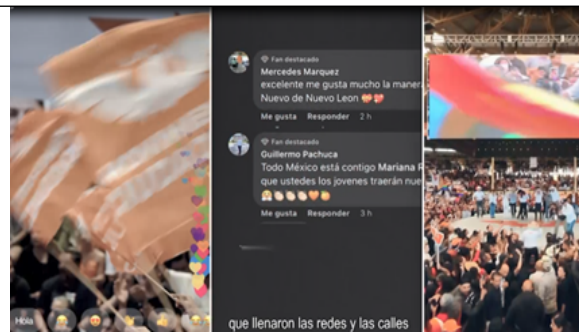 Fan destacado
Mercedes Marquez
excelente me gusta mucho la manera
Nuevo de Nuevo Leon
Me gusta Responder 2 h
Fan destacado
Guillermo Pachuca
Todo México está contigo Mariana R
que ustedes los jovenes traerán nue
Me gusta Responder 3 h
Hola
que llenaron las redes y las calles